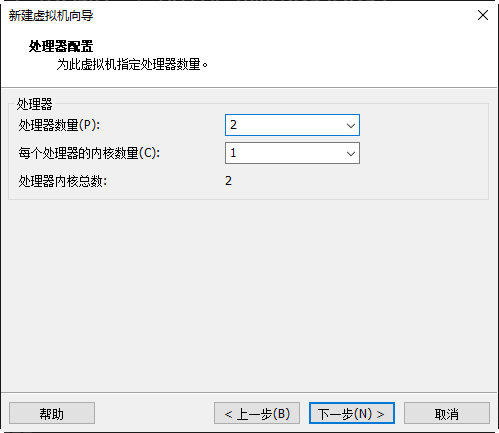 新建虚拟机向导
处理器配置
为此虚拟机指定处理器数量。
处理器
处理器数量(P): 2
每个处理器的内核数量(C): 1
处理器内核总数: 2
帮助 < 上一步(B) 下一步(N) > 取消